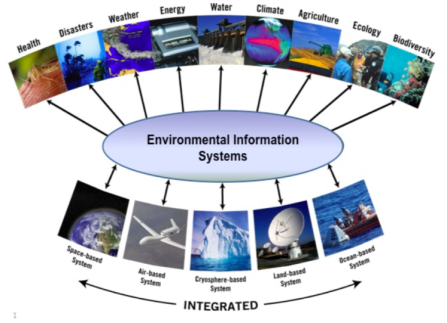 Health
Disasters
Weather
Energy
Water
Climate
Agriculture
Ecology
Biodiversity
Environmental Information
Systems
Space-based
System
Air-based
System
Cryosphere-based
System
Land-based
System
Ocean-based
System
INTEGRATED
1